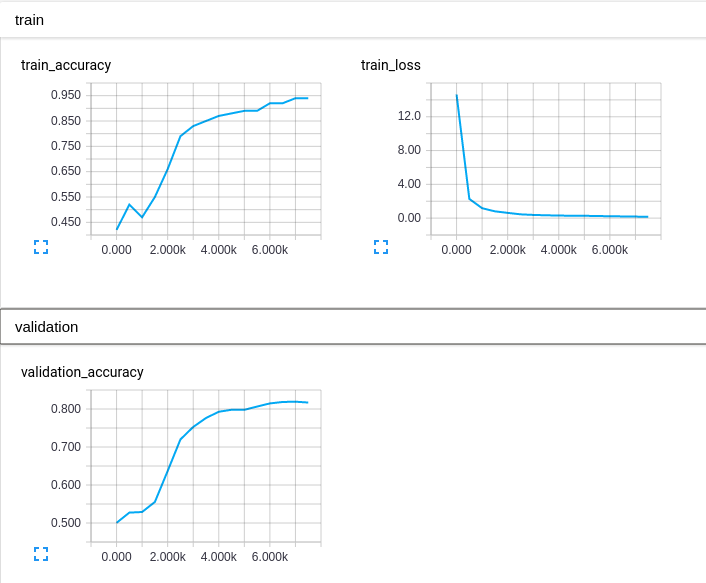 train
train_accuracy
0.950
0.850
0.750
0.650
0.550
0.450
0.000 2.000k 4.000k 6.000k
train_loss
12.0
8.00
4.00
0.00
0.000 2.000k 4.000k 6.000k
validation
validation_accuracy
0.800
0.700
0.600
0.500
0.000 2.000k 4.000k 6.000k